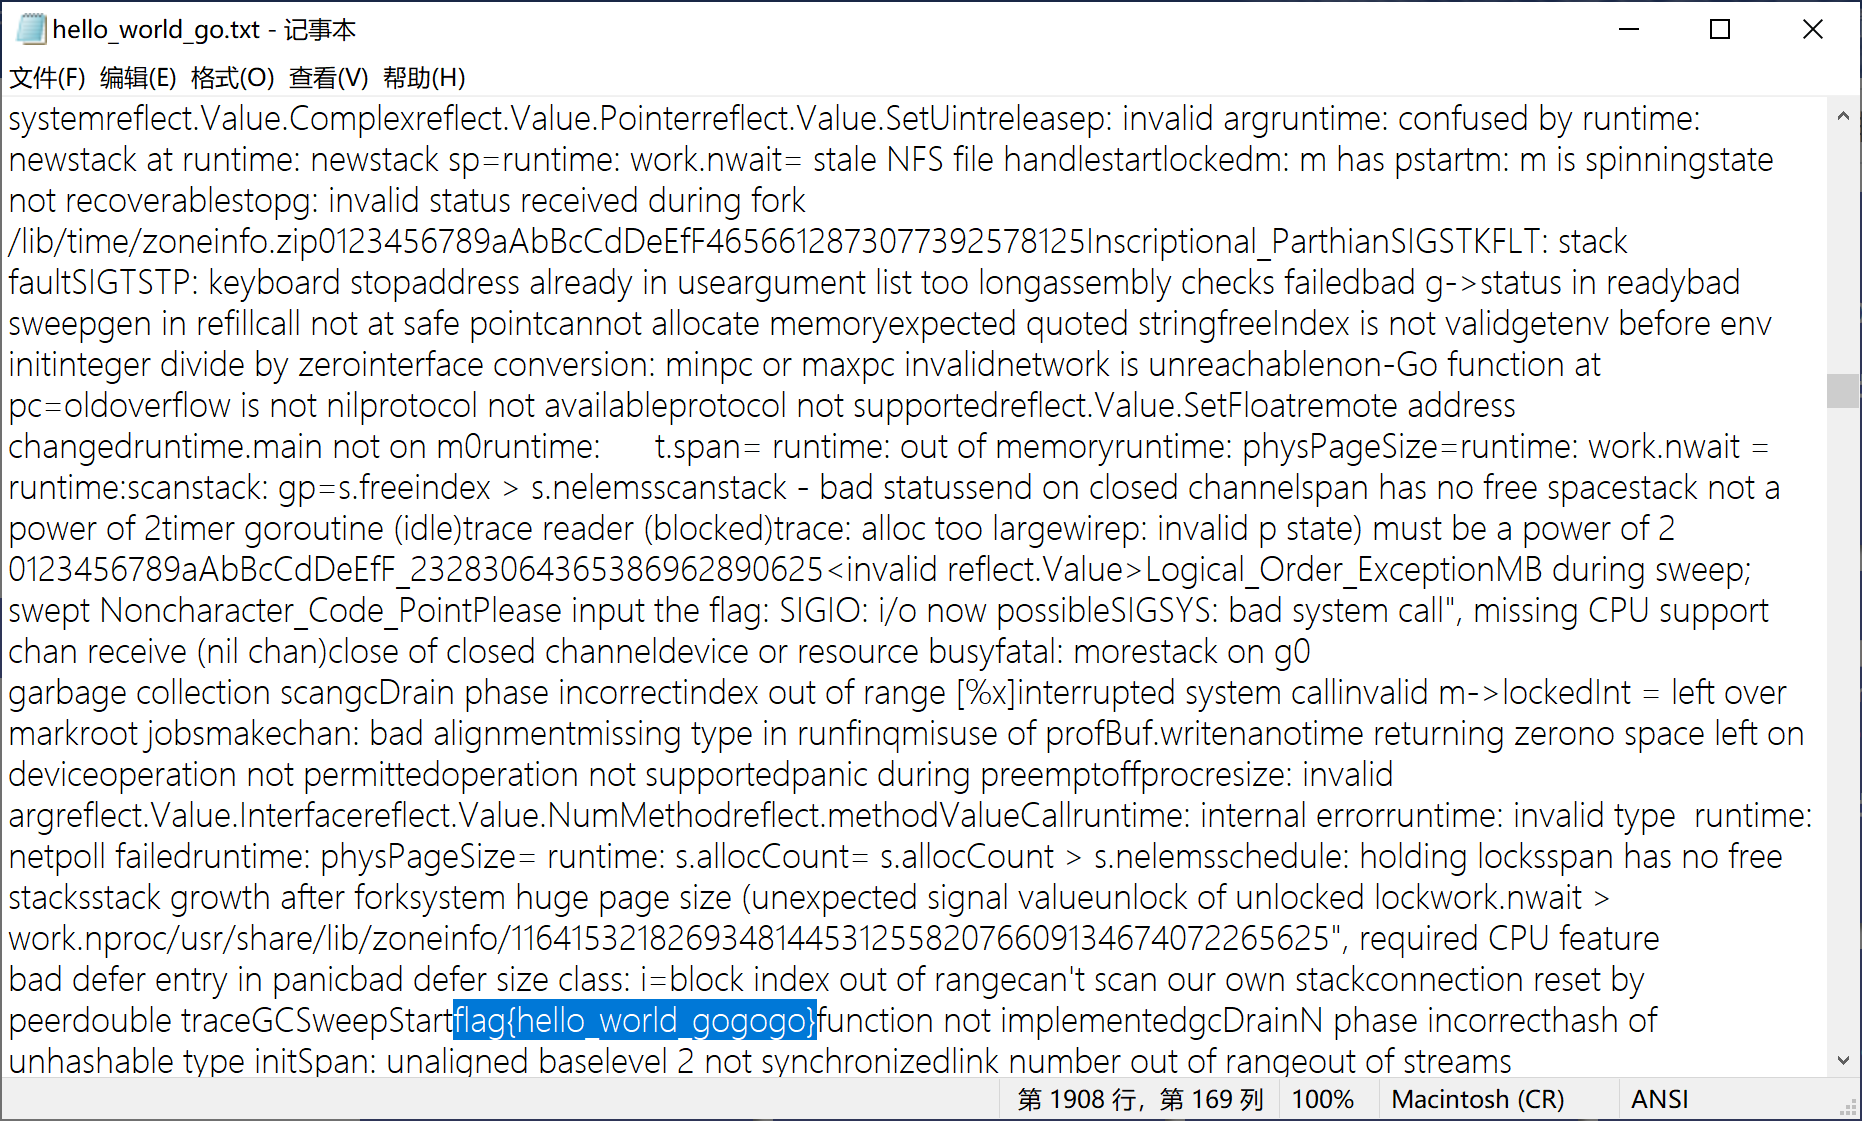 hello_world_go.txt - 记事本
文件(F) 编辑(E) 格式(O) 查看(V) 帮助(H)
systemreflect.Value.Complexreflect.Value.Pointerreflect.Value.SetUintreleasep: invalid argruntime: confused by runtime:
newstack at runtime: newstack sp=runtime: work.nwait= stale NFS file handlestartlockedm: m has pstartm: m is spinningstate
not recoverablestopg: invalid status received during fork
/lib/time/zoneinfo.zip0123456789aAbBcCdDeEfF4656612873077392578125Inscriptional_ParthianSIGSTKFLT: stack
faultSIGTSTP: keyboard stopaddress already in useargument list too longassembly checks failedbad g->status in readybad
sweepgen in refillcall not at safe pointcannot allocate memoryexpected quoted stringfreeIndex is not validgetenv before env
initinteger divide by zerointerface conversion: minpc or maxpc invalidnetwork is unreachablenon-Go function at
pc=oldoverflow is not nilprotocol not availableprotocol not supportedreflect.Value.SetFloatremote address
changedruntime.main not on m0runtime:      t.span= runtime: out of memoryruntime: physPageSize=runtime: work.nwait =
runtime:scanstack: gp=s.freeindex > s.nelemsscanstack - bad statussend on closed channelspan has no free spacestack not a
power of 2timer goroutine (idle)trace reader (blocked)trace: alloc too largewirep: invalid p state) must be a power of 2
0123456789aAbBcCdDeEfF_23283064365386962890625<invalid reflect.Value>Logical_Order_ExceptionMB during sweep;
swept Noncharacter_Code_PointPlease input the flag: SIGIO: i/o now possibleSIGSYS: bad system call", missing CPU support
chan receive (nil chan)close of closed channeldevice or resource busyfatal: morestack on g0
garbage collection scangcDrain phase incorrectindex out of range [%x]interrupted system callinvalid m->lockedInt = left over
markroot jobsmakechan: bad alignmentmissing type in runfinqmisuse of profBuf.writenanotime returning zerono space left on
deviceoperation not permittedoperation not supportedpanic during preemptoffprocresize: invalid
argreflect.Value.Interfacereflect.Value.NumMethodreflect.methodValueCallruntime: internal errorruntime: invalid type  runtime:
netpoll failedruntime: physPageSize= runtime: s.allocCount= s.allocCount > s.nelemsschedule: holding locksspan has no free
stacksstack growth after forksystem huge page size (unexpected signal valueunlock of unlocked lockwork.nwait >
work.nproc/usr/share/lib/zoneinfo/1164153218269348144531255820766091346740722​65625", required CPU feature
bad defer entry in panicbad defer size class: i=block index out of rangecan't scan our own stackconnection reset by
peerdouble traceGCSweepStartflag{hello_world_gogogo}function not implementedgcDrainN phase incorrecthash of
unhashable type initSpan: unaligned baselevel 2 not synchronizedlink number out of rangeout of streams
第 1908 行，第 169 列 100% Macintosh (CR) ANSI